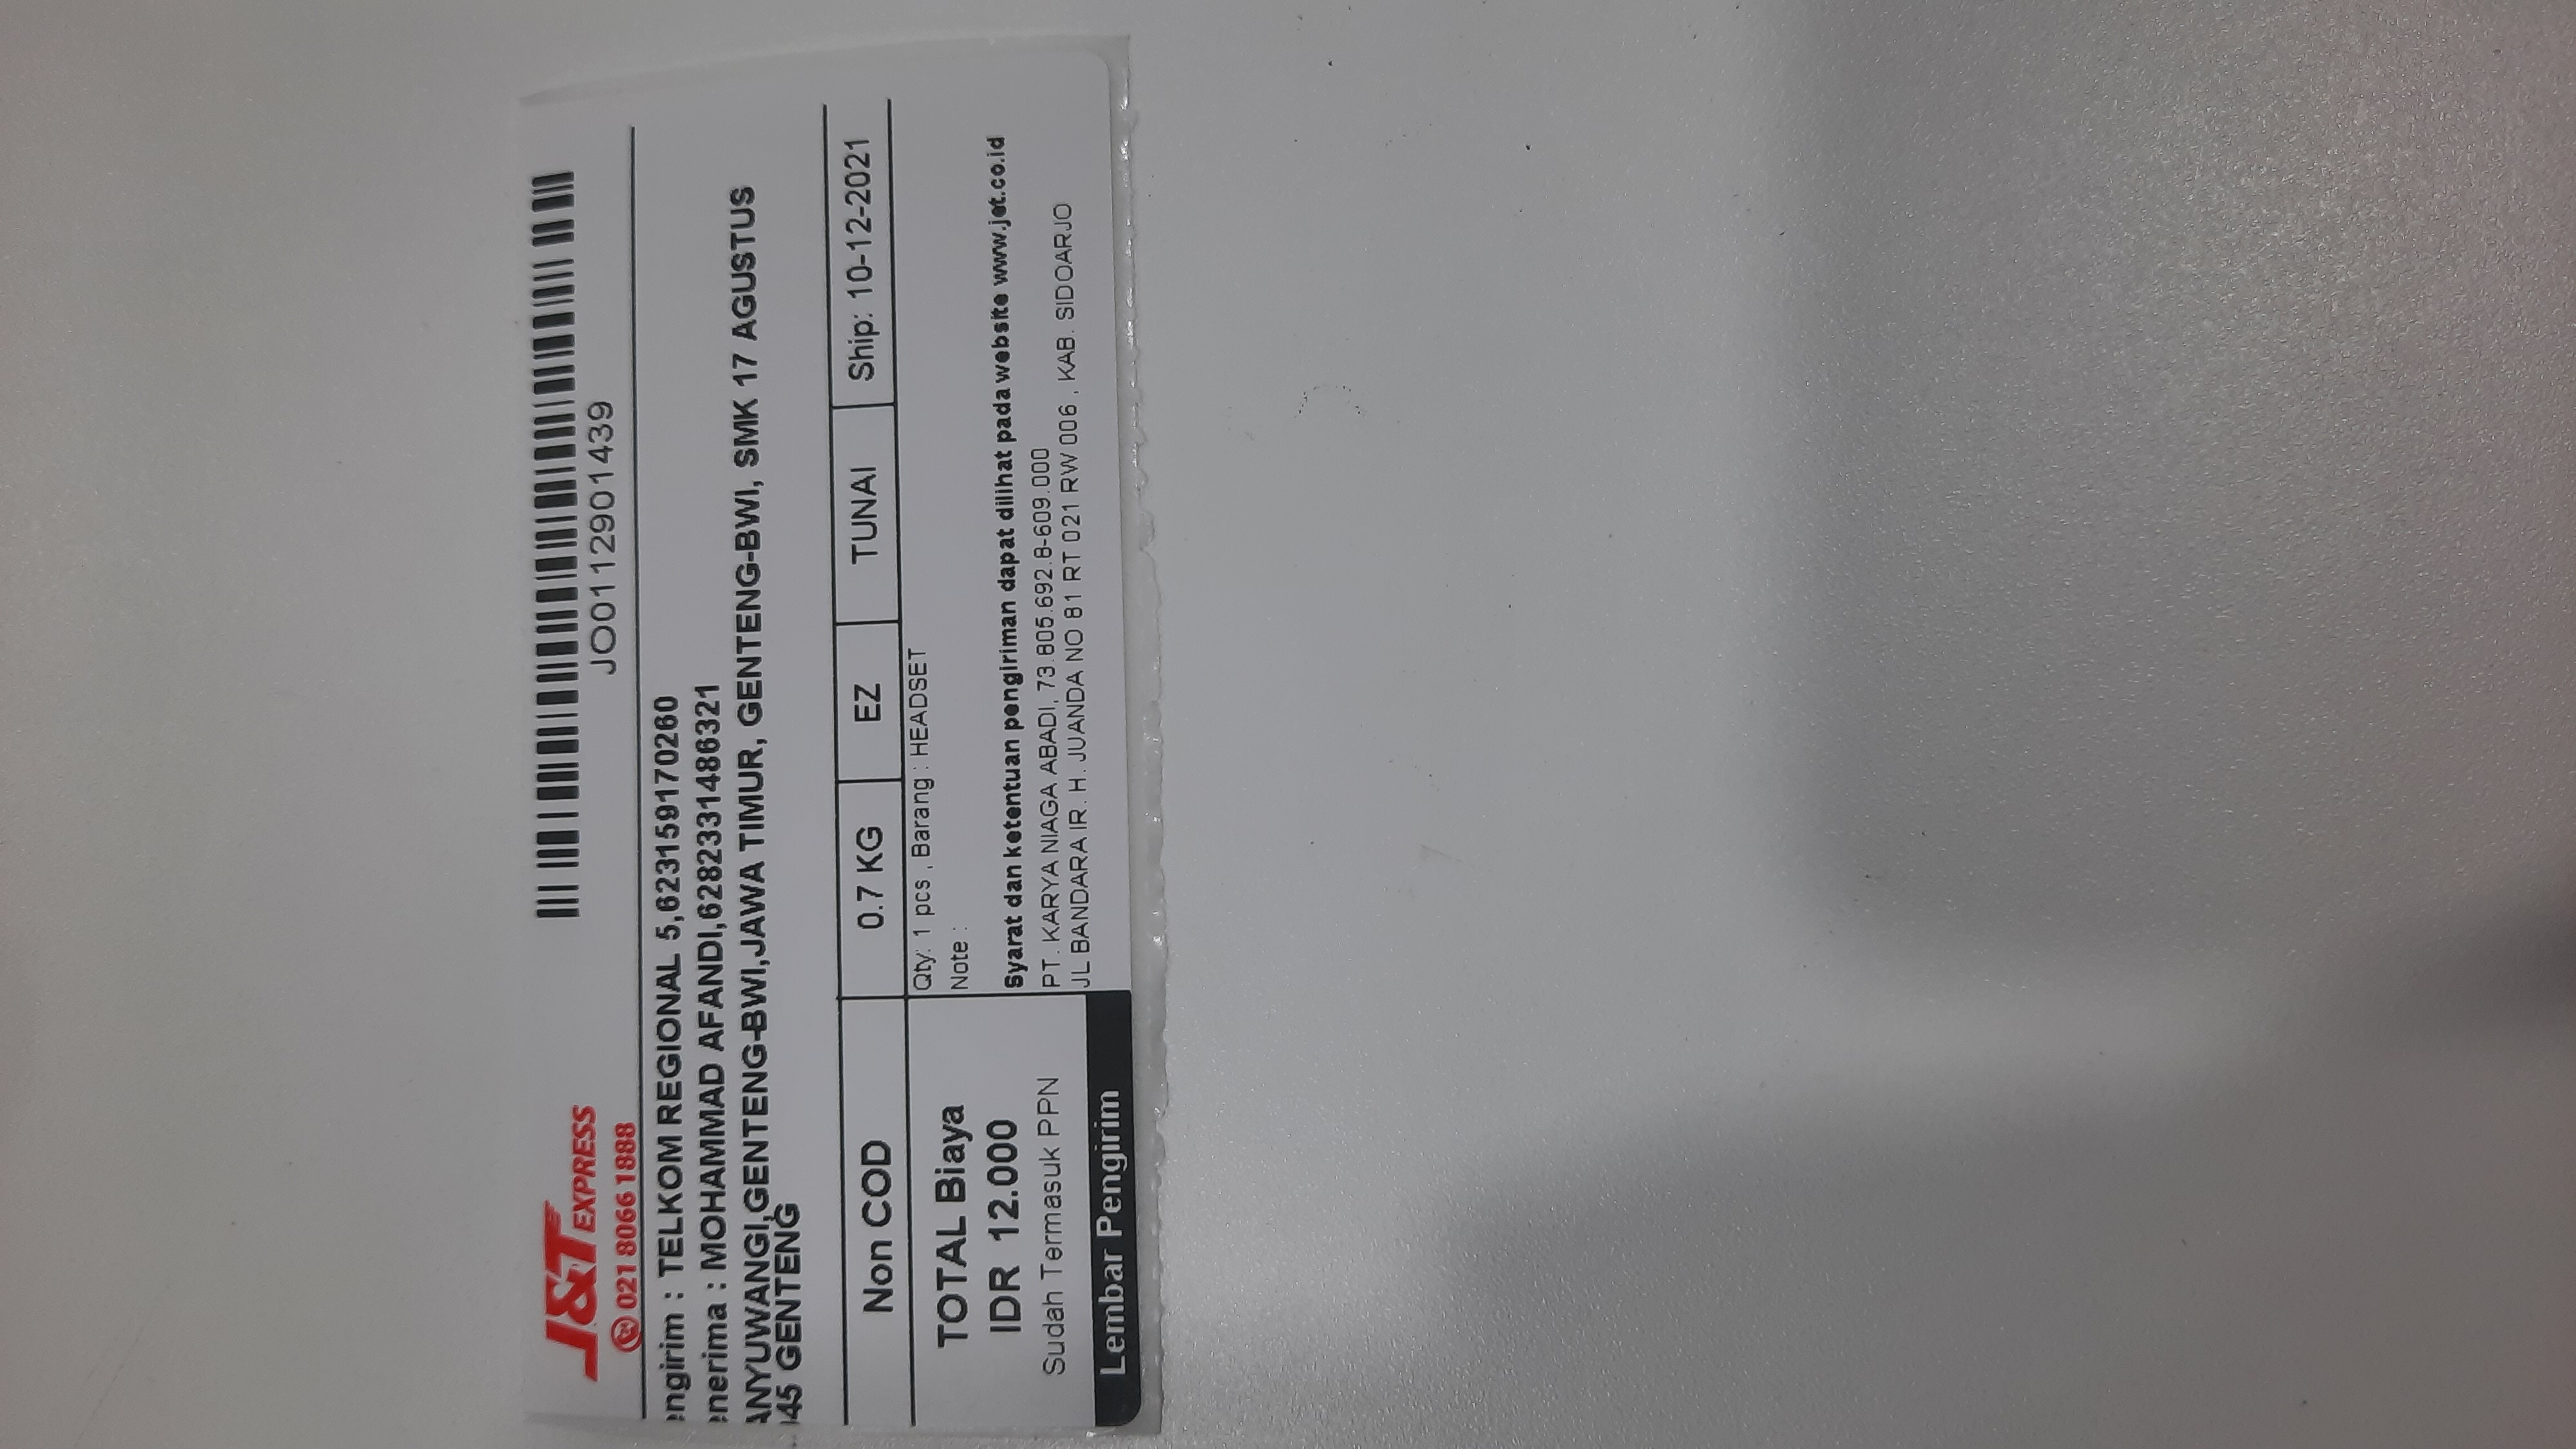 J&T EXPRESS
021 8066 1888
JO0112901439
engirim : TELKOM REGIONAL 5,623159170260
enerima : MOHAMMAD AFANDI,6282331486321
ANYUWANGI,GENTENG-BWI,JAWA TIMUR, GENTENG-BWI, SMK 17 AGUSTUS
45 GENTENG
Non COD 0.7 KG EZ TUNAI Ship: 10-12-2021
TOTAL Biaya
IDR 12.000
Sudah Termasuk PPN
Lembar Pengirim
Qty: 1 pcs , Barang : HEADSET
Note :
Syarat dan ketentuan pengiriman dapat dilihat pada website www.jet.co.id
PT. KARYA NIAGA ABADI, 73.805.692.8-609.000
JL BANDARA IR. H. JUANDA NO 81 RT 021 RW 006 , KAB. SIDOARJO